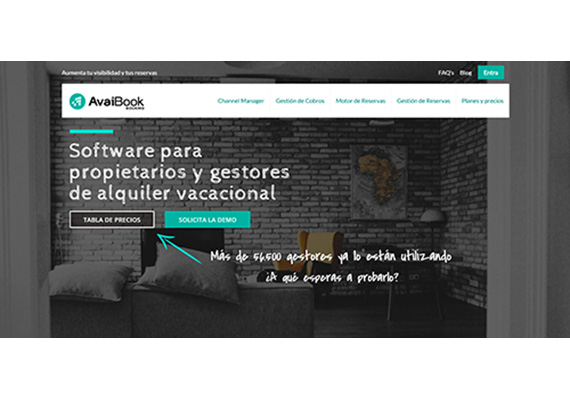 Aumenta tu visibilidad y tus reservas
FAQ's Blog Entra
AvaiBook
BOOKING
Channel Manager Gestión de Cobros Motor de Reservas Gestión de Reservas Planes y precios
Software para
propietarios y gestores
de alquiler vacacional
TABLA DE PRECIOS SOLICITA LA DEMO
Más de 56.500 gestores ya lo están utilizando
¿A qué esperas a probarlo?